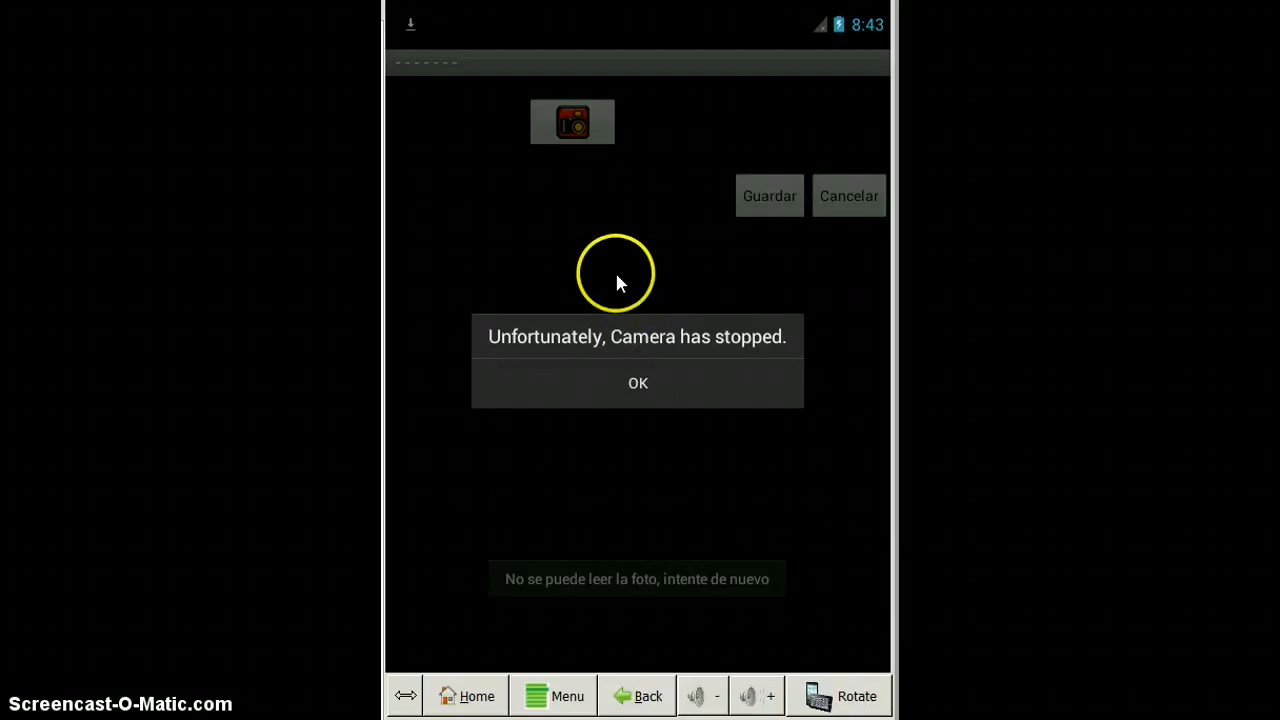 8:43
- - - - - - -
Guardar
Cancelar
Unfortunately, Camera has stopped.
OK
No se puede leer la foto, intente de nuevo
Home
Menu
Back
-
+
Rotate
Screencast-O-Matic.com